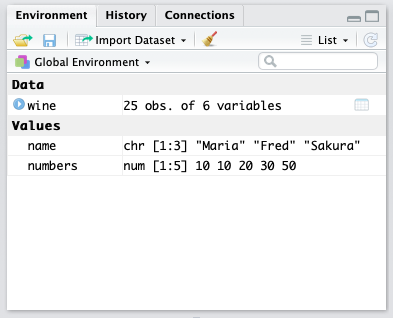 Environment History Connections
Import Dataset List
Global Environment
Data
wine 25 obs. of 6 variables
Values
name chr [1:3] "Maria" "Fred" "Sakura"
numbers num [1:5] 10 10 20 30 50